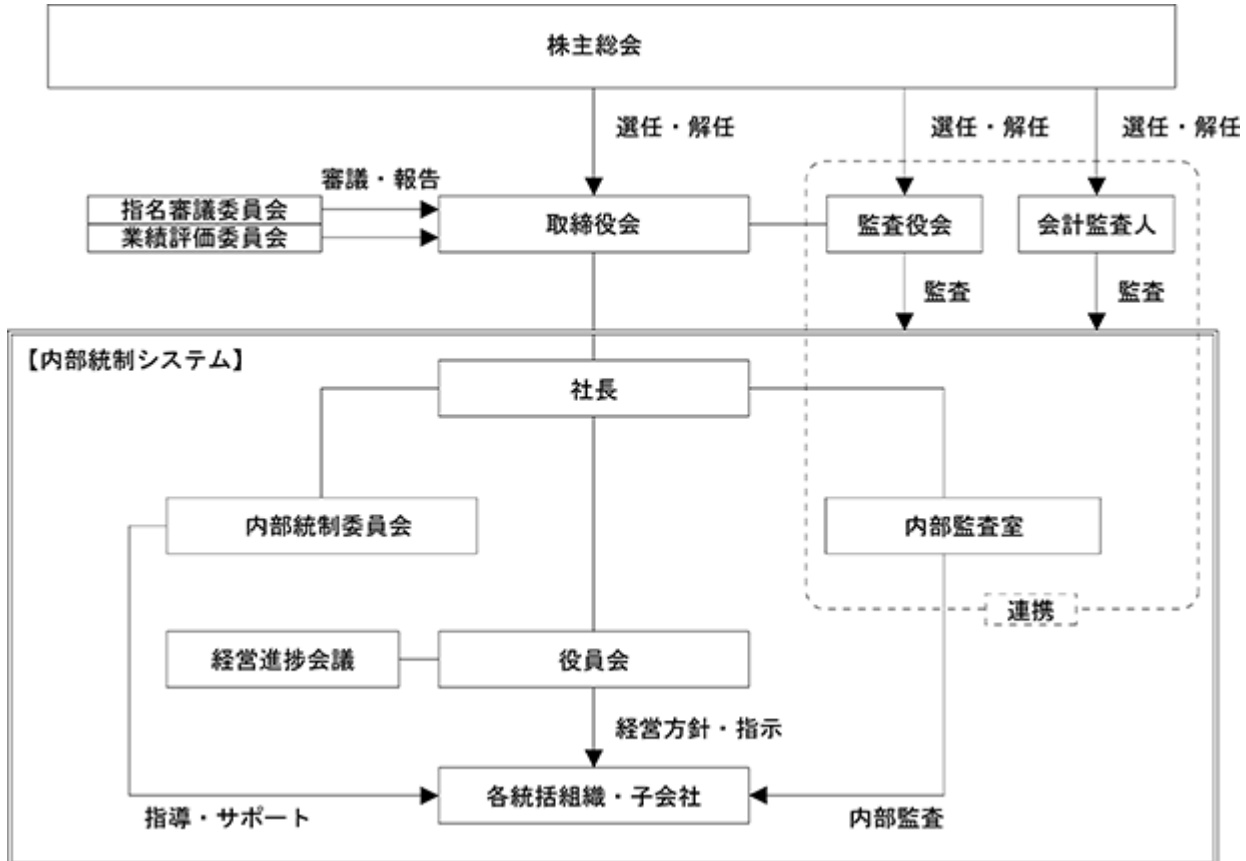 株主総会
選任・解任
選任・解任
選任・解任
審議・報告
指名審議委員会
業績評価委員会
取締役会
監査役会
会計監査人
監査
監査
【内部統制システム】
社長
内部統制委員会
内部監査室
連携
経営進捗会議
役員会
経営方針・指示
各統括組織・子会社
指導・サポート
内部監査